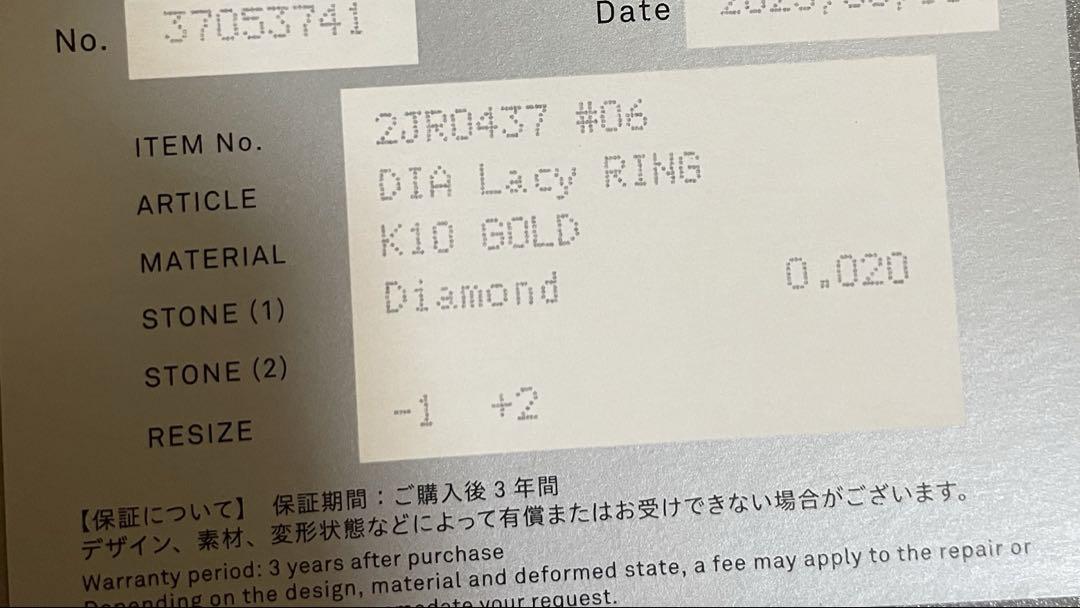 No. 37053741 Date
ITEM No. 2JR0437 #06
ARTICLE DIA Lacy RING
MATERIAL K10 GOLD
STONE (1) Diamond 0.020
STONE (2)
RESIZE -1 +2
【保証について】 保証期間：ご購入後3年間
デザイン、素材、変形状態などによって有償またはお受けできない場合がございます。
Warranty period: 3 years after purchase
Depending on the design, material and deformed state, a fee may apply to the repair or
your request.